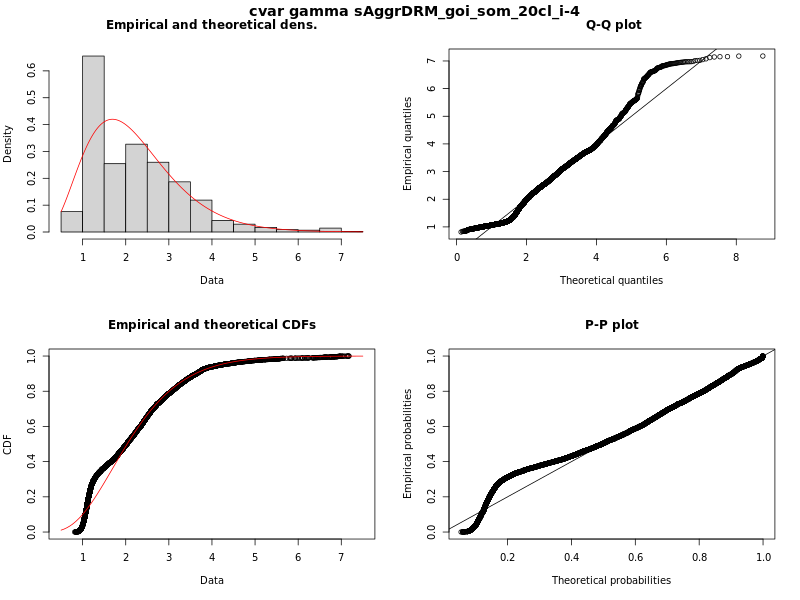 cvar gamma sAggrDRM_goi_som_20cl_i-4
Empirical and theoretical dens.
Density
0.0 0.1 0.2 0.3 0.4 0.5 0.6
1 2 3 4 5 6 7
Data
Q-Q plot
Empirical quantiles
1 2 3 4 5 6 7
0 2 4 6 8
Theoretical quantiles
Empirical and theoretical CDFs
CDF
0.0 0.2 0.4 0.6 0.8 1.0
1 2 3 4 5 6 7
Data
P-P plot
Empirical probabilities
0.0 0.2 0.4 0.6 0.8 1.0
0.2 0.4 0.6 0.8 1.0
Theoretical probabilities